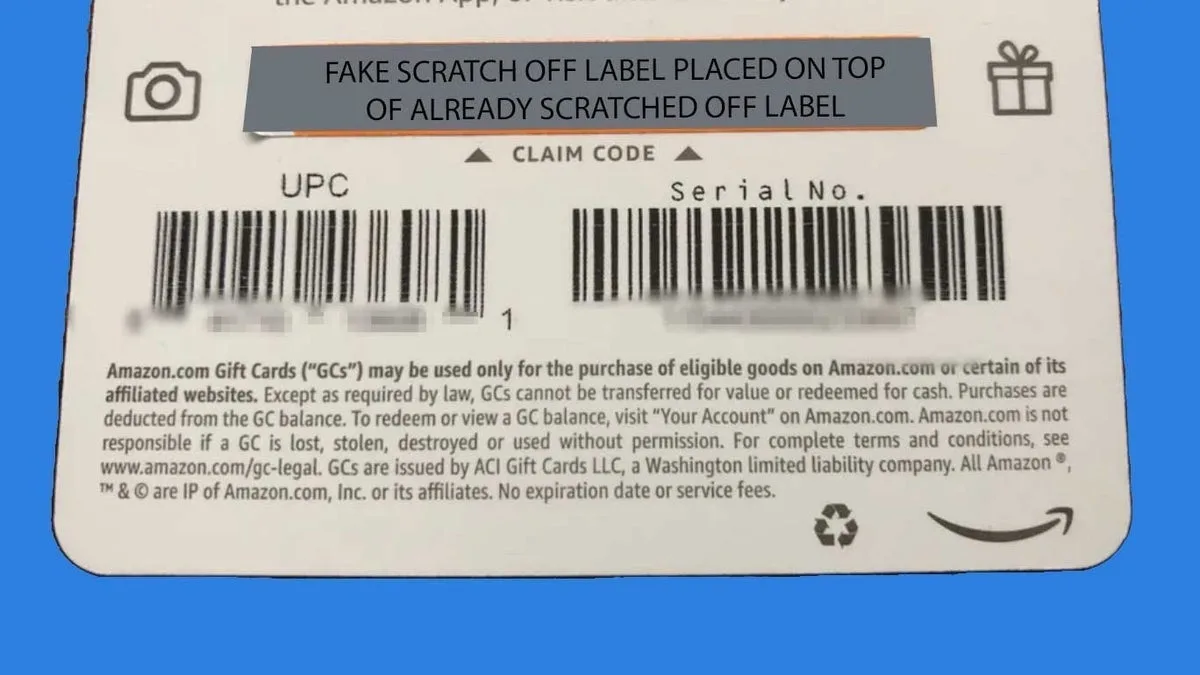 FAKE SCRATCH OFF LABEL PLACED ON TOP
OF ALREADY SCRATCHED OFF LABEL
CLAIM CODE
UPC
Serial No.
1
Amazon.com Gift Cards (“GCs”) may be used only for the purchase of eligible goods on Amazon.com or certain of its
affiliated websites. Except as required by law, GCs cannot be transferred for value or redeemed for cash. Purchases are
deducted from the GC balance. To redeem or view a GC balance, visit “Your Account” on Amazon.com. Amazon.com is not
responsible if a GC is lost, stolen, destroyed or used without permission. For complete terms and conditions, see
www.amazon.com/gc-legal. GCs are issued by ACI Gift Cards LLC, a Washington limited liability company. All Amazon ®,
™ & © are IP of Amazon.com, Inc. or its affiliates. No expiration date or service fees.